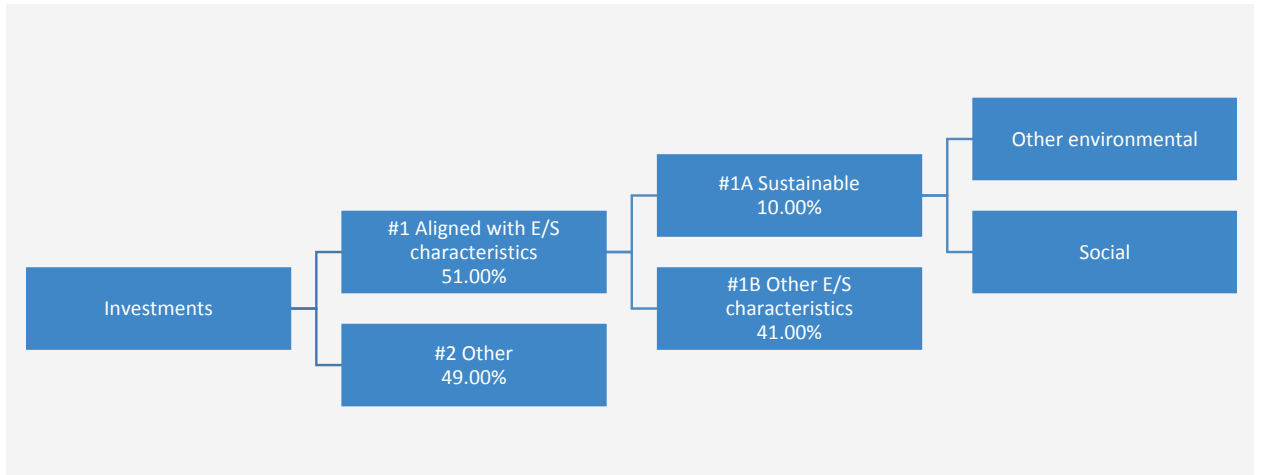 Investments
#1 Aligned with E/S
characteristics
51.00%
#2 Other
49.00%
#1A Sustainable
10.00%
#1B Other E/S
characteristics
41.00%
Other environmental
Social